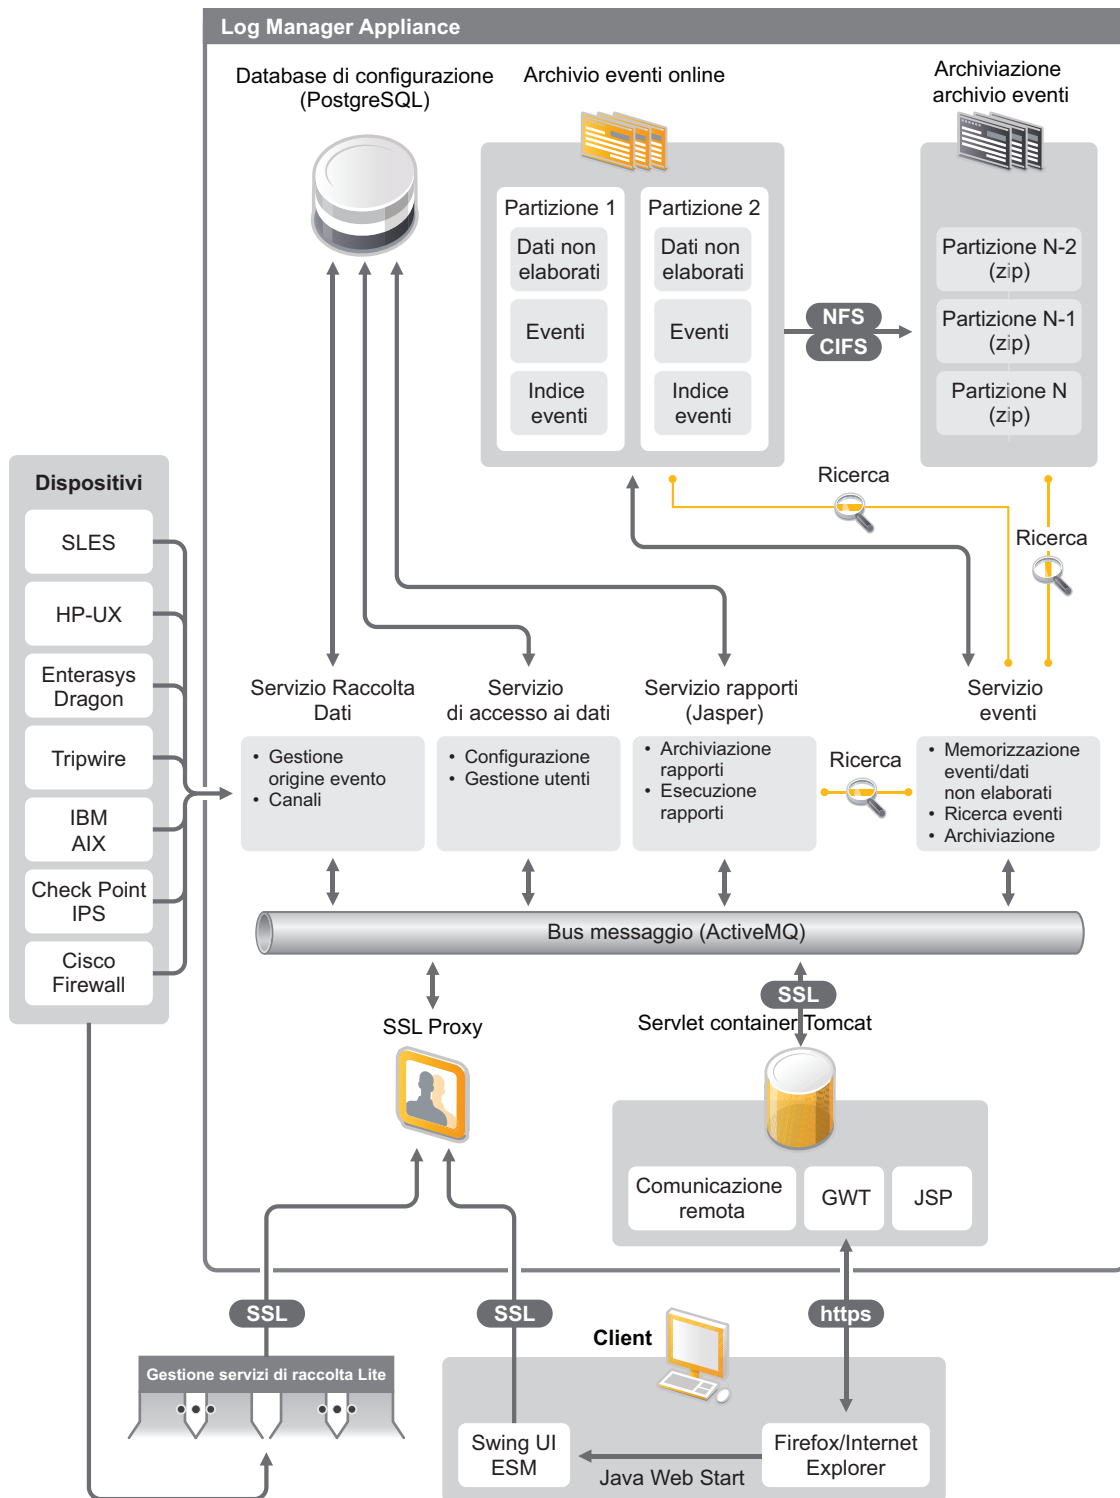 Log Manager Appliance
Database di configurazione
(PostgreSQL)
Archivio eventi online
Archiviazione
archivio eventi
Partizione 1
Dati non
elaborati
Eventi
Indice
eventi
Partizione 2
Dati non
elaborati
Eventi
Indice
eventi
NFS
CIFS
Partizione N-2
(zip)
Partizione N-1
(zip)
Partizione N
(zip)
Ricerca
Ricerca
Dispositivi
SLES
HP-UX
Enterasys
Dragon
Tripwire
IBM
AIX
Check Point
IPS
Cisco
Firewall
Servizio Raccolta
Dati
• Gestione
origine evento
• Canali
Servizio
di accesso ai dati
• Configurazione
• Gestione utenti
Servizio rapporti
(Jasper)
• Archiviazione
rapporti
• Esecuzione
rapporti
Ricerca
Servizio
eventi
• Memorizzazione
eventi/dati
non elaborati
• Ricerca eventi
• Archiviazione
Bus messaggio (ActiveMQ)
SSL Proxy
SSL
Servlet container Tomcat
Comunicazione
remota
GWT
JSP
SSL
SSL
https
Client
Gestione servizi di raccolta Lite
Swing UI
ESM
Java Web Start
Firefox/Internet
Explorer